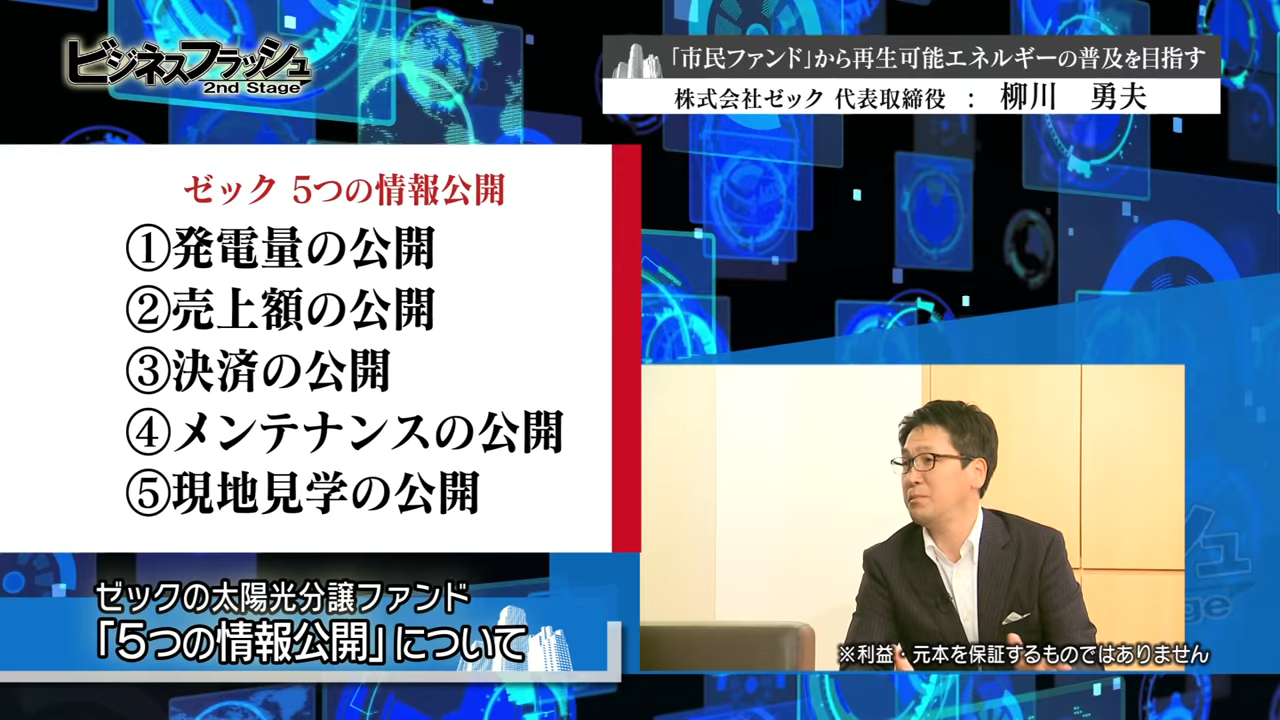 ビジネスフラッシュ
2nd Stage
「市民ファンド」から再生可能エネルギーの普及を目指す
株式会社ゼック 代表取締役 : 柳川 勇夫
ゼック 5つの情報公開
①発電量の公開
②売上額の公開
③決済の公開
④メンテナンスの公開
⑤現地見学の公開
ゼックの太陽光分譲ファンド
「5つの情報公開」について
シュ
age
※利益・元本を保証するものではありません